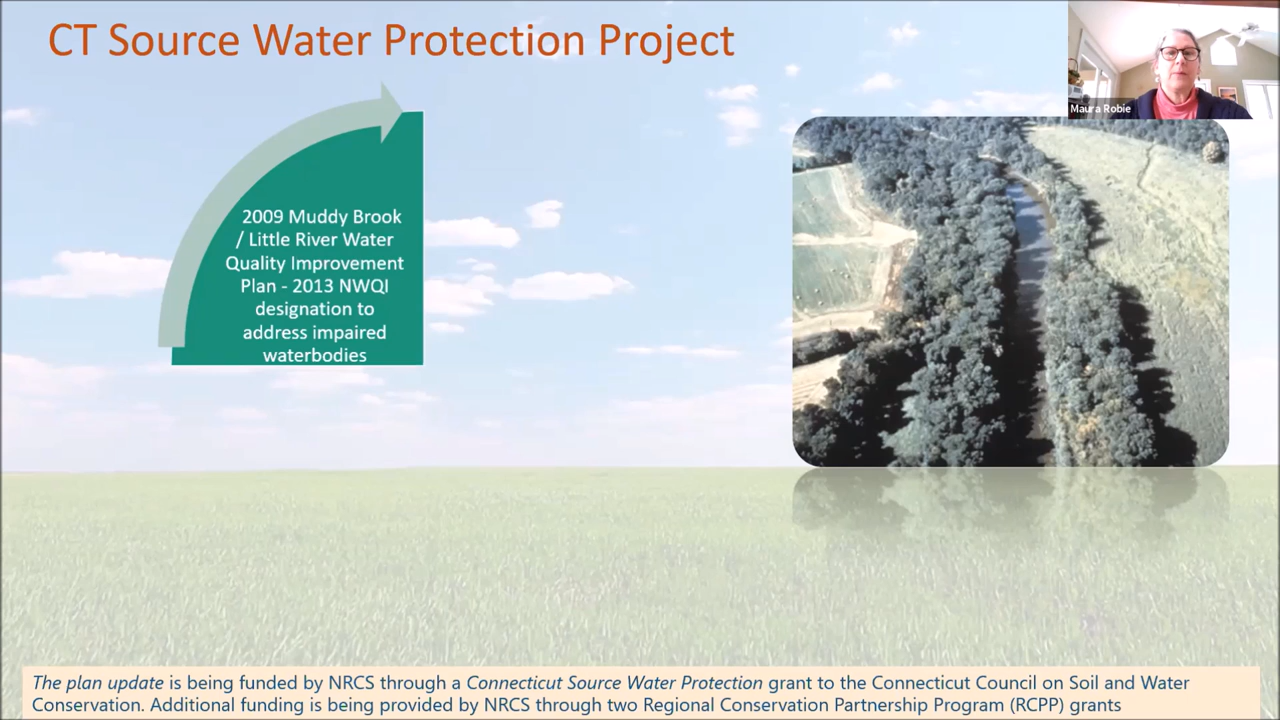 CT Source Water Protection Project
Maura Robie
2009 Muddy Brook
/ Little River Water
Quality Improvement
Plan - 2013 NWQI
designation to
address impaired
waterbodies
The plan update is being funded by NRCS through a Connecticut Source Water Protection grant to the Connecticut Council on Soil and Water
Conservation. Additional funding is being provided by NRCS through two Regional Conservation Partnership Program (RCPP) grants